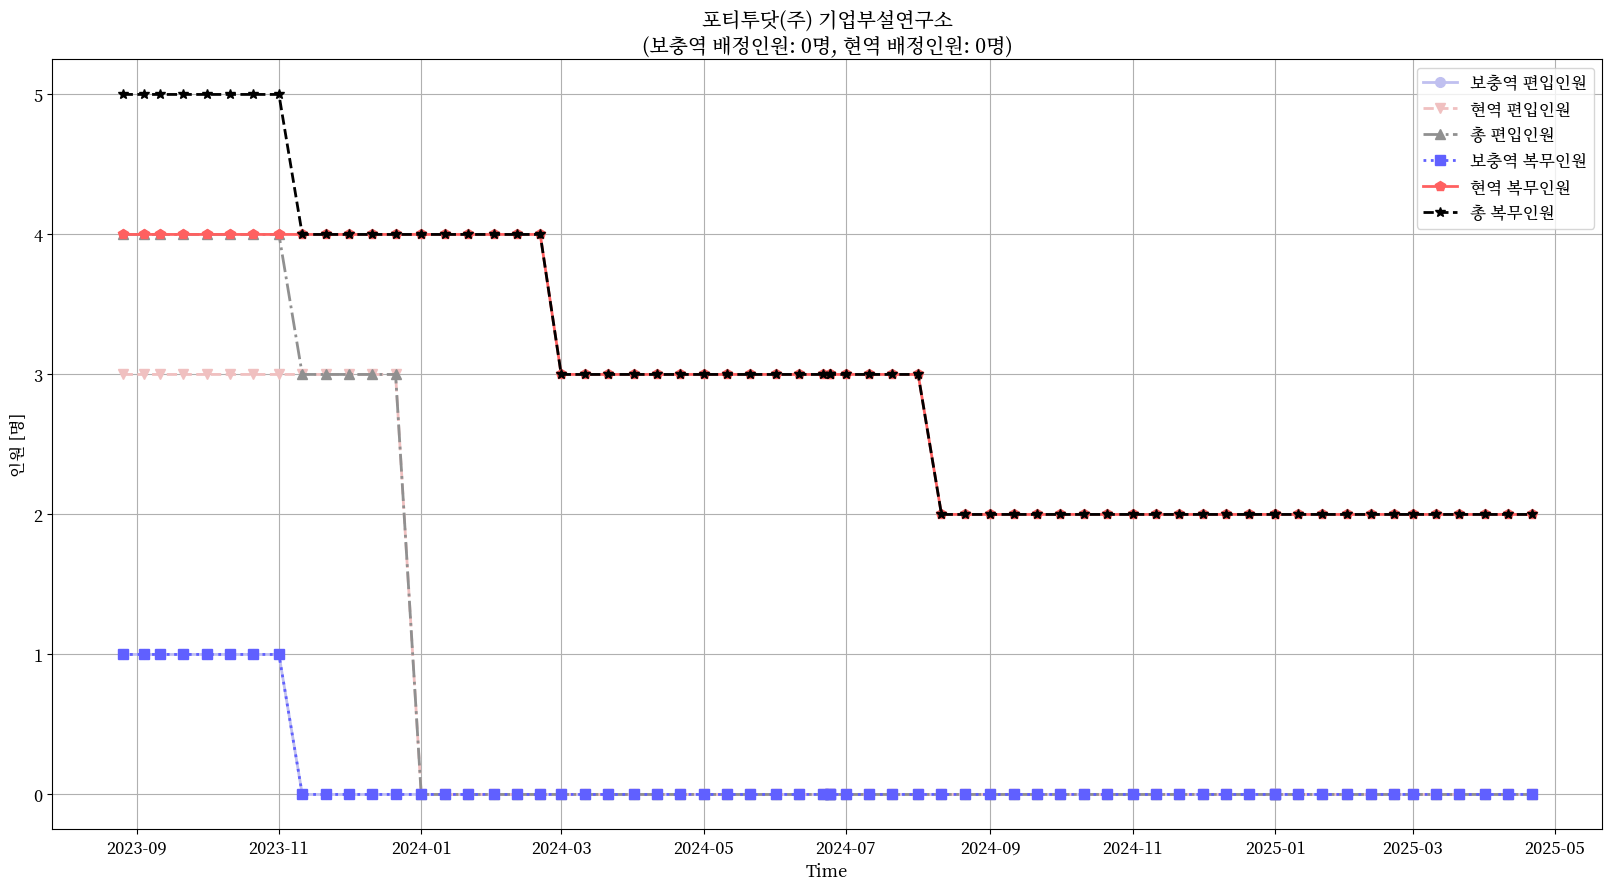 포티투닷(주) 기업부설연구소
(보충역 배정인원: 0명, 현역 배정인원: 0명)
보충역 편입인원
현역 편입인원
총 편입인원
보충역 복무인원
현역 복무인원
총 복무인원
인원 [명]
5
4
3
2
1
0
2023-09
2023-11
2024-01
2024-03
2024-05
2024-07
2024-09
2024-11
2025-01
2025-03
2025-05
Time